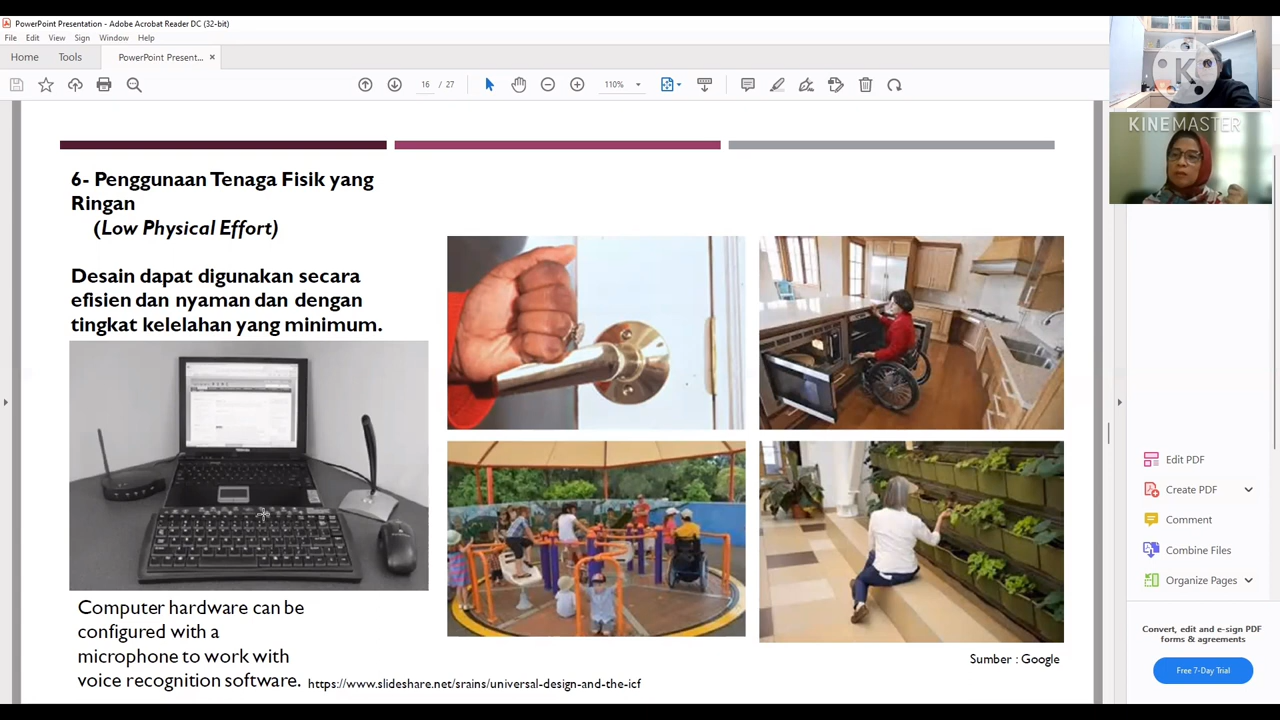 PowerPoint Presentation - Adobe Acrobat Reader DC (32-bit)
File Edit View Sign Window Help
Home Tools PowerPoint Present... ×
16 / 27 110%
K
KINEMASTER
6- Penggunaan Tenaga Fisik yang
Ringan
(Low Physical Effort)
Desain dapat digunakan secara
efisien dan nyaman dan dengan
tingkat kelelahan yang minimum.
Computer hardware can be
configured with a
microphone to work with
voice recognition software.
https://www.slideshare.net/srains/universal-design-and-the-icf
Sumber : Google
Edit PDF
Create PDF
Comment
Combine Files
Organize Pages
Convert, edit and e-sign PDF
forms & agreements
Free 7-Day Trial